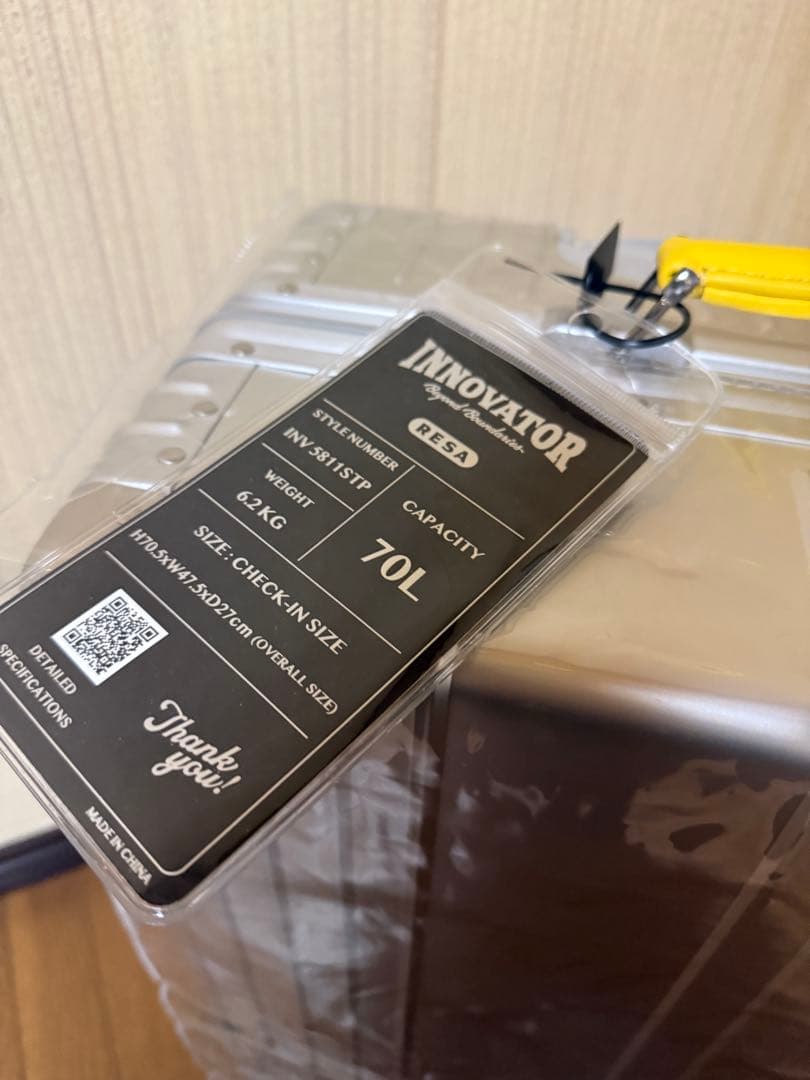 INNOVATOR
Beyond Boundaries
RESA
STYLE NUMBER
INV 5811STP
WEIGHT
6.2 KG
CAPACITY
70L
SIZE : CHECK-IN SIZE
H70.5xW47.5xD27cm (OVERALL SIZE)
DETAILED
SPECIFICATIONS
Thank
you!
MADE IN CHINA